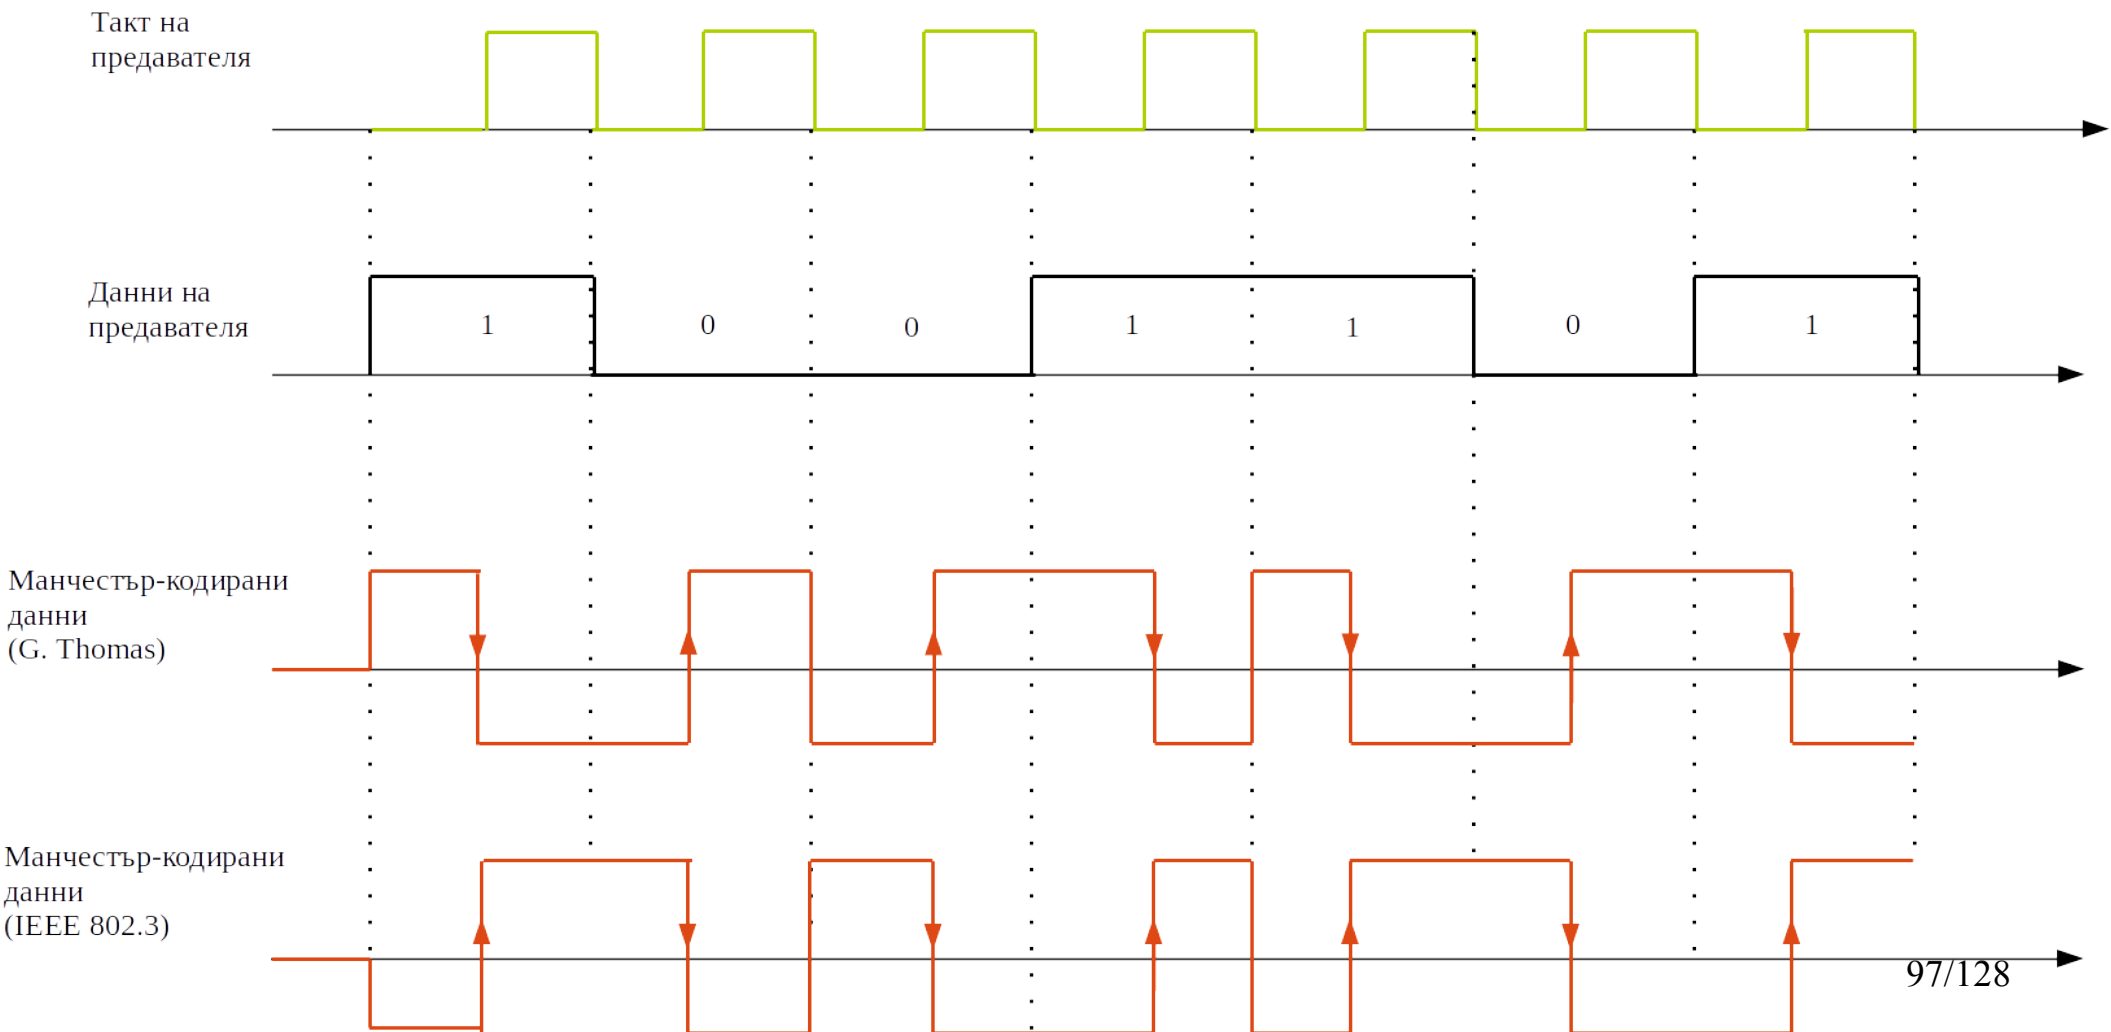 Такт на
предавателя
Данни на
предавателя
1 0 0 1 1 0 1
Манчестър-кодирани
данни
(G. Thomas)
Манчестър-кодирани
данни
(IEEE 802.3)
97/128